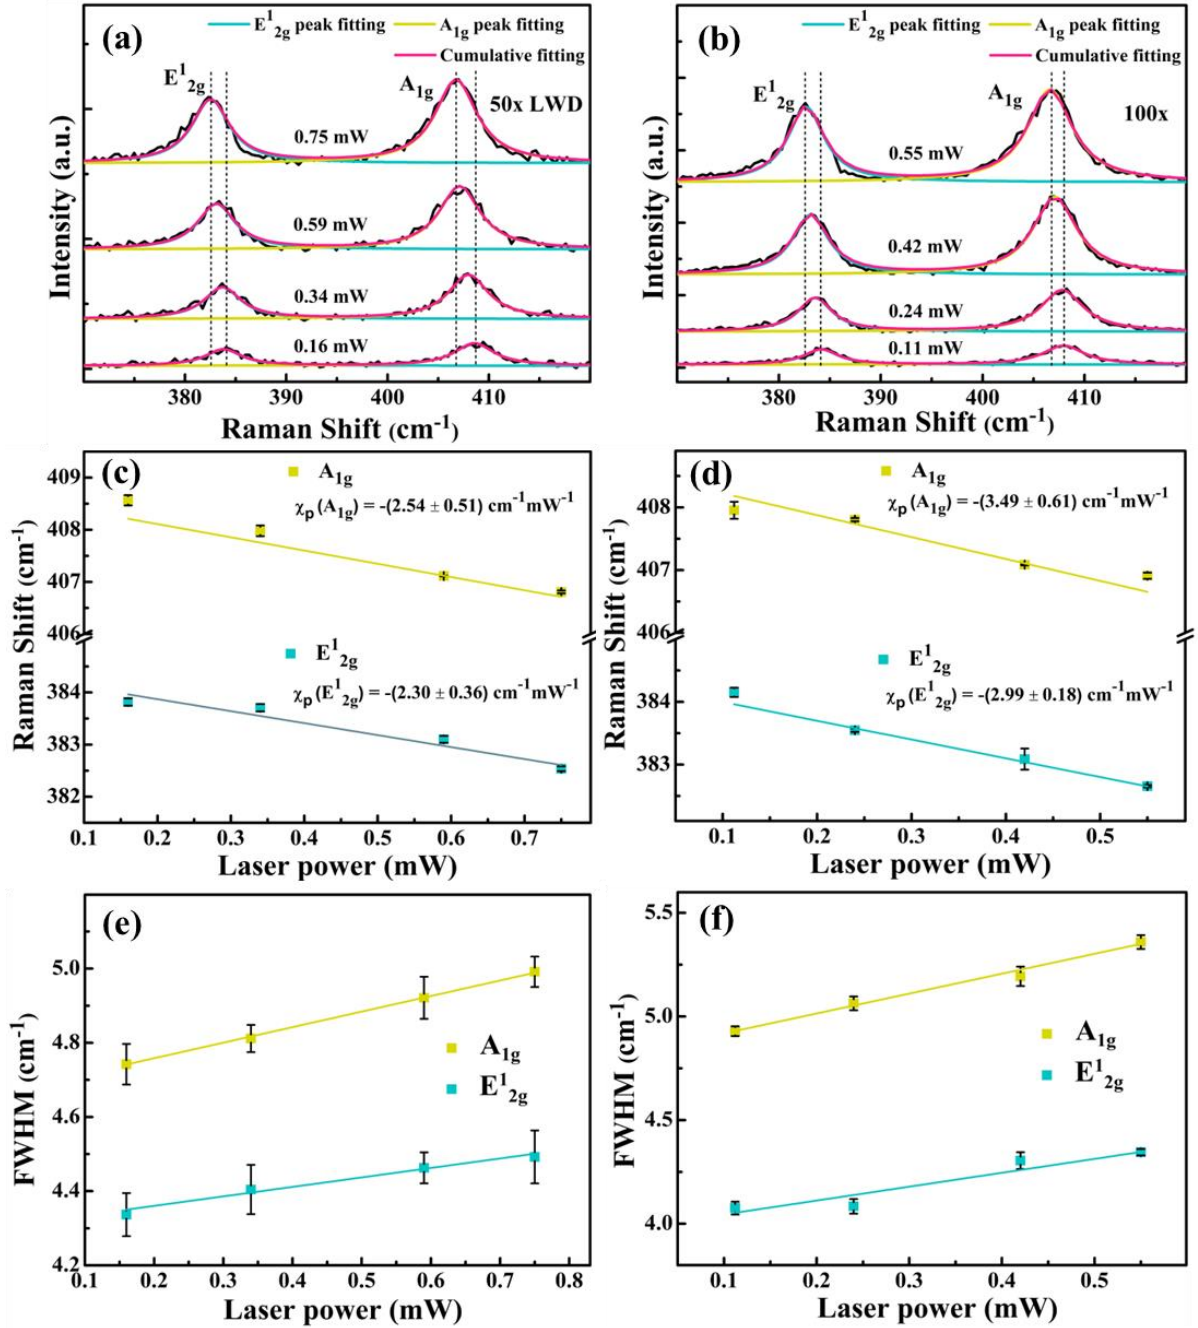 (a)
E¹₂g peak fitting
A₁g peak fitting
Cumulative fitting
E¹₂g
A₁g
50x LWD
0.75 mW
0.59 mW
0.34 mW
0.16 mW
Intensity (a.u.)
380 390 400 410
Raman Shift (cm⁻¹)
(b)
E¹₂g peak fitting
A₁g peak fitting
Cumulative fitting
E¹₂g
A₁g
100x
0.55 mW
0.42 mW
0.24 mW
0.11 mW
Intensity (a.u.)
380 390 400 410
Raman Shift (cm⁻¹)
(c)
A₁g
χₚ(A₁g) = -(2.54 ± 0.51) cm⁻¹mW⁻¹
E¹₂g
χₚ(E¹₂g) = -(2.30 ± 0.36) cm⁻¹mW⁻¹
409
408
407
406
384
383
382
Raman Shift (cm⁻¹)
0.1 0.2 0.3 0.4 0.5 0.6 0.7
Laser power (mW)
(d)
A₁g
χₚ(A₁g) = -(3.49 ± 0.61) cm⁻¹mW⁻¹
E¹₂g
χₚ(E¹₂g) = -(2.99 ± 0.18) cm⁻¹mW⁻¹
408
407
406
384
383
Raman Shift (cm⁻¹)
0.1 0.2 0.3 0.4 0.5
Laser power (mW)
(e)
A₁g
E¹₂g
5.0
4.8
4.6
4.4
4.2
FWHM (cm⁻¹)
0.1 0.2 0.3 0.4 0.5 0.6 0.7 0.8
Laser power (mW)
(f)
A₁g
E¹₂g
5.5
5.0
4.5
4.0
FWHM (cm⁻¹)
0.1 0.2 0.3 0.4 0.5
Laser power (mW)